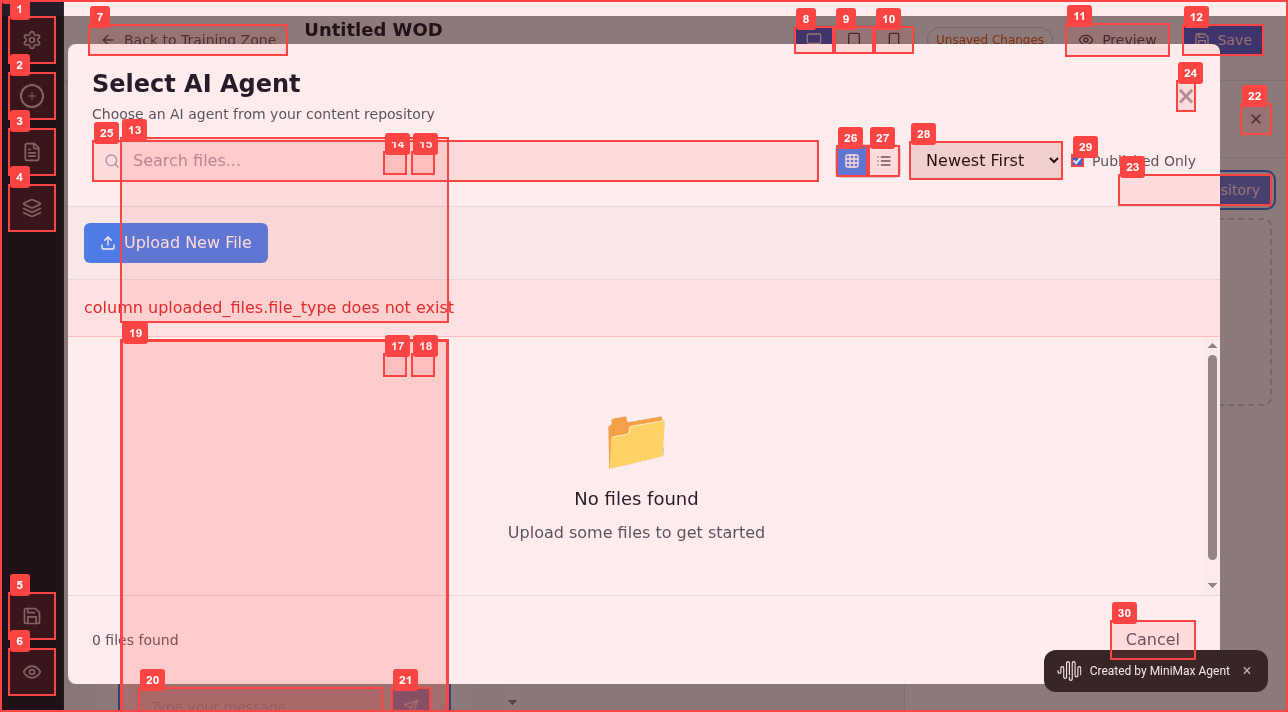 1
7
Back to Training Zone
Untitled WOD
8
9
10
Unsaved Changes
11
Preview
12
Save
2
3
4
5
6
Select AI Agent
Choose an AI agent from your content repository
24
22
25
13
Search files...
14
15
26
27
28
Newest First
29
Published Only
23
sitory
Upload New File
column uploaded_files.file_type does not exist
19
17
18
No files found
Upload some files to get started
0 files found
30
Cancel
Created by MiniMax Agent
20
21
Type your message